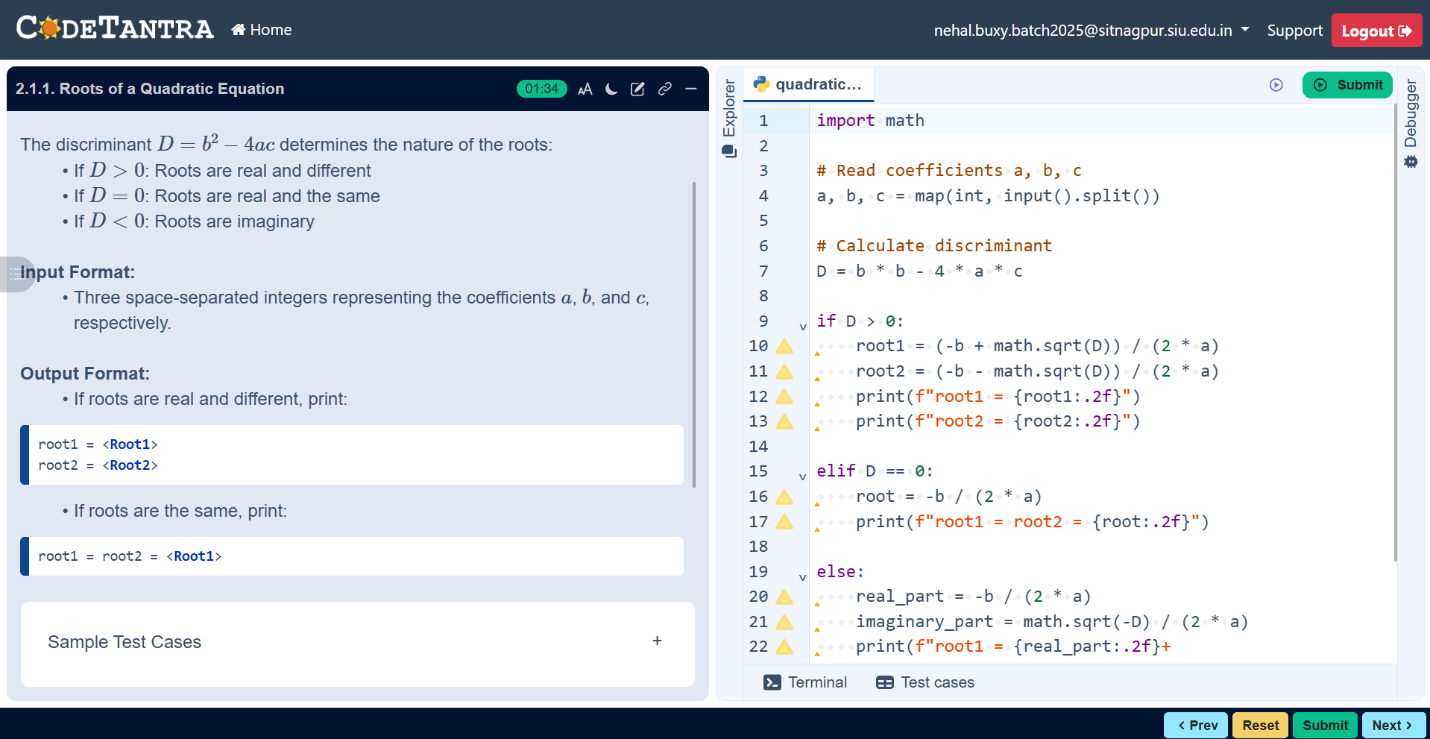 CODETANTRA Home
nehal.buxy.batch2025@sitnagpur.siu.edu.in Support Logout
2.1.1. Roots of a Quadratic Equation 01:34 AA
The discriminant D = b² − 4ac determines the nature of the roots:
• If D > 0: Roots are real and different
• If D = 0: Roots are real and the same
• If D < 0: Roots are imaginary
Input Format:
• Three space-separated integers representing the coefficients a, b, and c,
respectively.
Output Format:
• If roots are real and different, print:
root1 = <Root1>
root2 = <Root2>
• If roots are the same, print:
root1 = root2 = <Root1>
Sample Test Cases +
Explorer
quadratic...
Submit
Debugger
1 import math
2
3 # Read coefficients a, b, c
4 a, b, c = map(int, input().split())
5
6 # Calculate discriminant
7 D = b * b - 4 * a * c
8
9 if D > 0:
10     root1 = (-b + math.sqrt(D)) / (2 * a)
11     root2 = (-b - math.sqrt(D)) / (2 * a)
12     print(f"root1 = {root1:.2f}")
13     print(f"root2 = {root2:.2f}")
14
15 elif D == 0:
16     root = -b / (2 * a)
17     print(f"root1 = root2 = {root:.2f}")
18
19 else:
20     real_part = -b / (2 * a)
21     imaginary_part = math.sqrt(-D) / (2 * a)
22     print(f"root1 = {real_part:.2f}+
Terminal Test cases
< Prev Reset Submit Next >